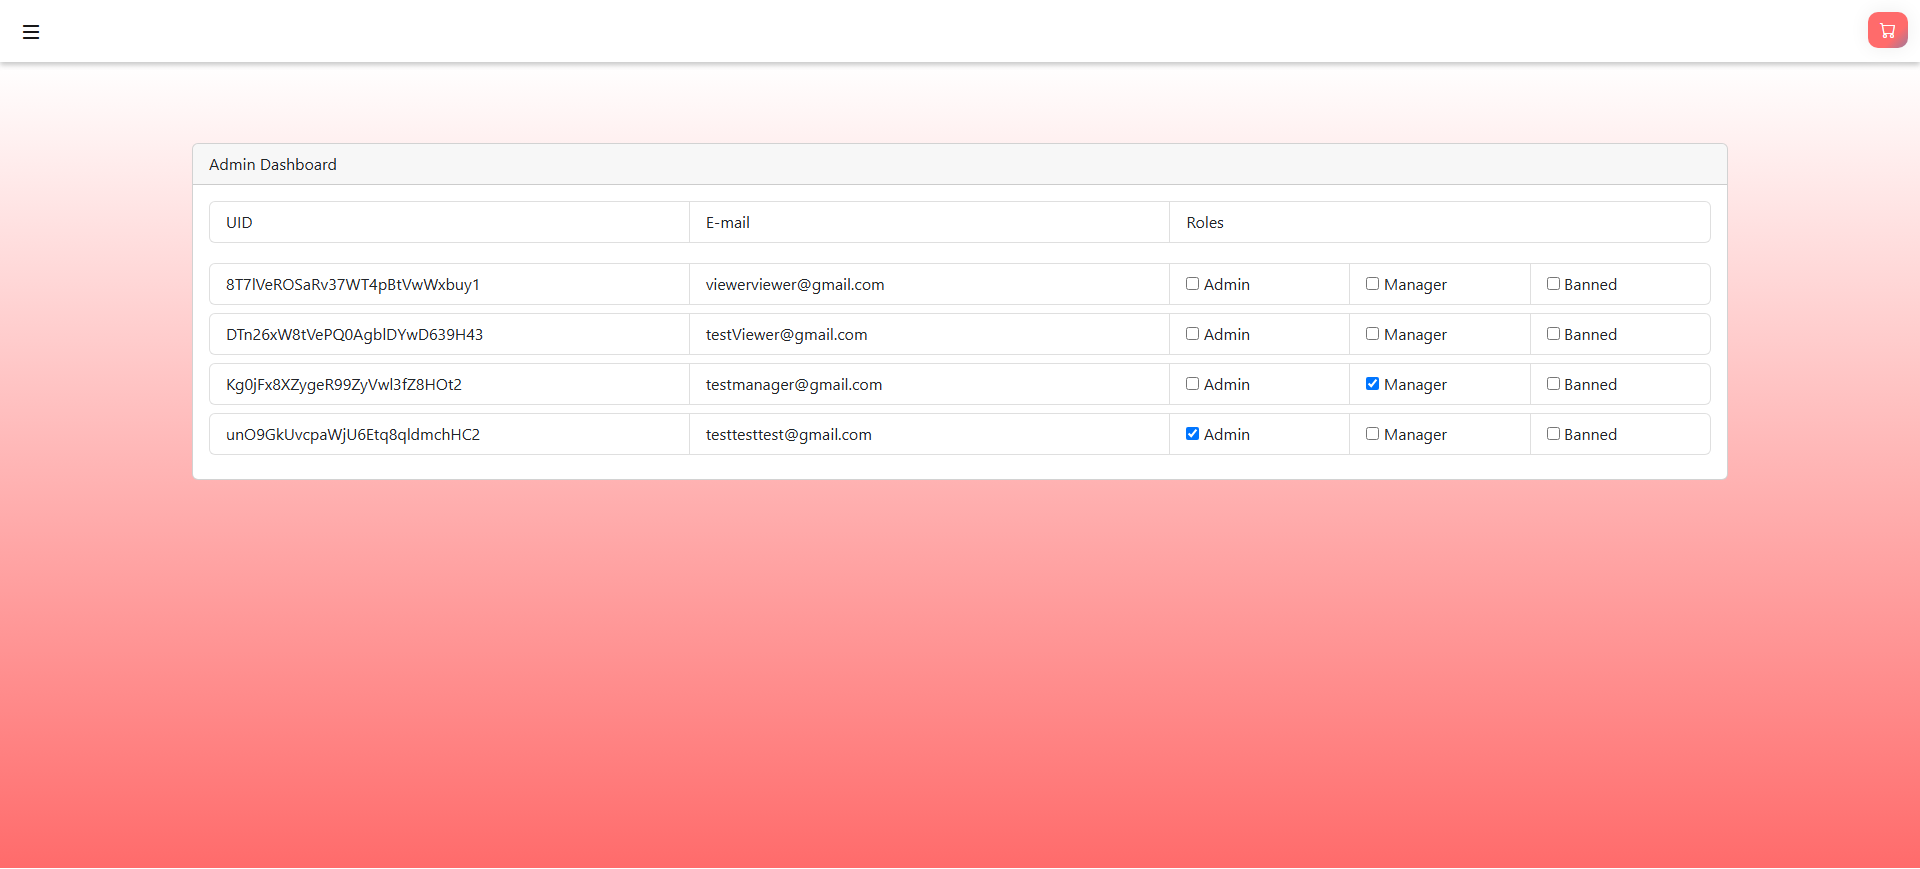 Admin Dashboard
UID E-mail Roles
8T7lVeROSaRv37WT4pBtVwWxbuy1 viewerviewer@gmail.com Admin Manager Banned
DTn26xW8tVePQ0AgblDYwD639H43 testViewer@gmail.com Admin Manager Banned
Kg0jFx8XZygeR99ZyVwl3fZ8HOt2 testmanager@gmail.com Admin Manager Banned
unO9GkUvcpaWjU6Etq8qldmchHC2 testtesttest@gmail.com Admin Manager Banned